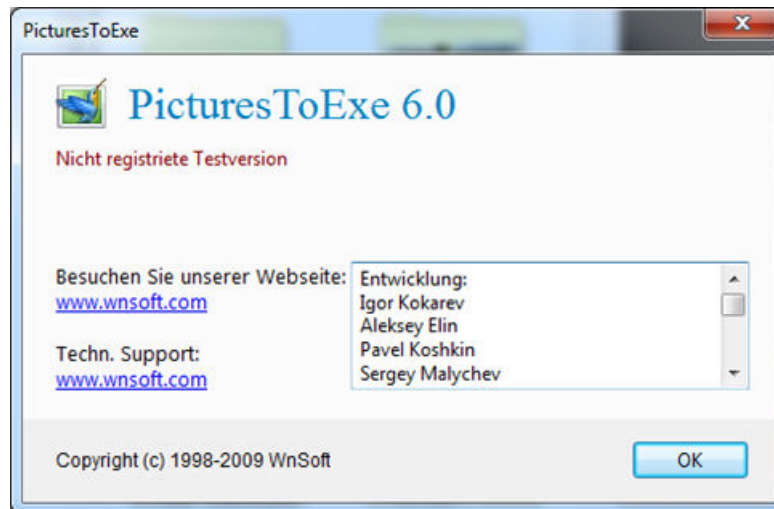 PicturesToExe
PicturesToExe 6.0
Nicht registriete Testversion
Besuchen Sie unserer Webseite:
www.wnsoft.com
Techn. Support:
www.wnsoft.com
Entwicklung:
Igor Kokarev
Aleksey Elin
Pavel Koshkin
Sergey Malychev
Copyright (c) 1998-2009 WnSoft
OK